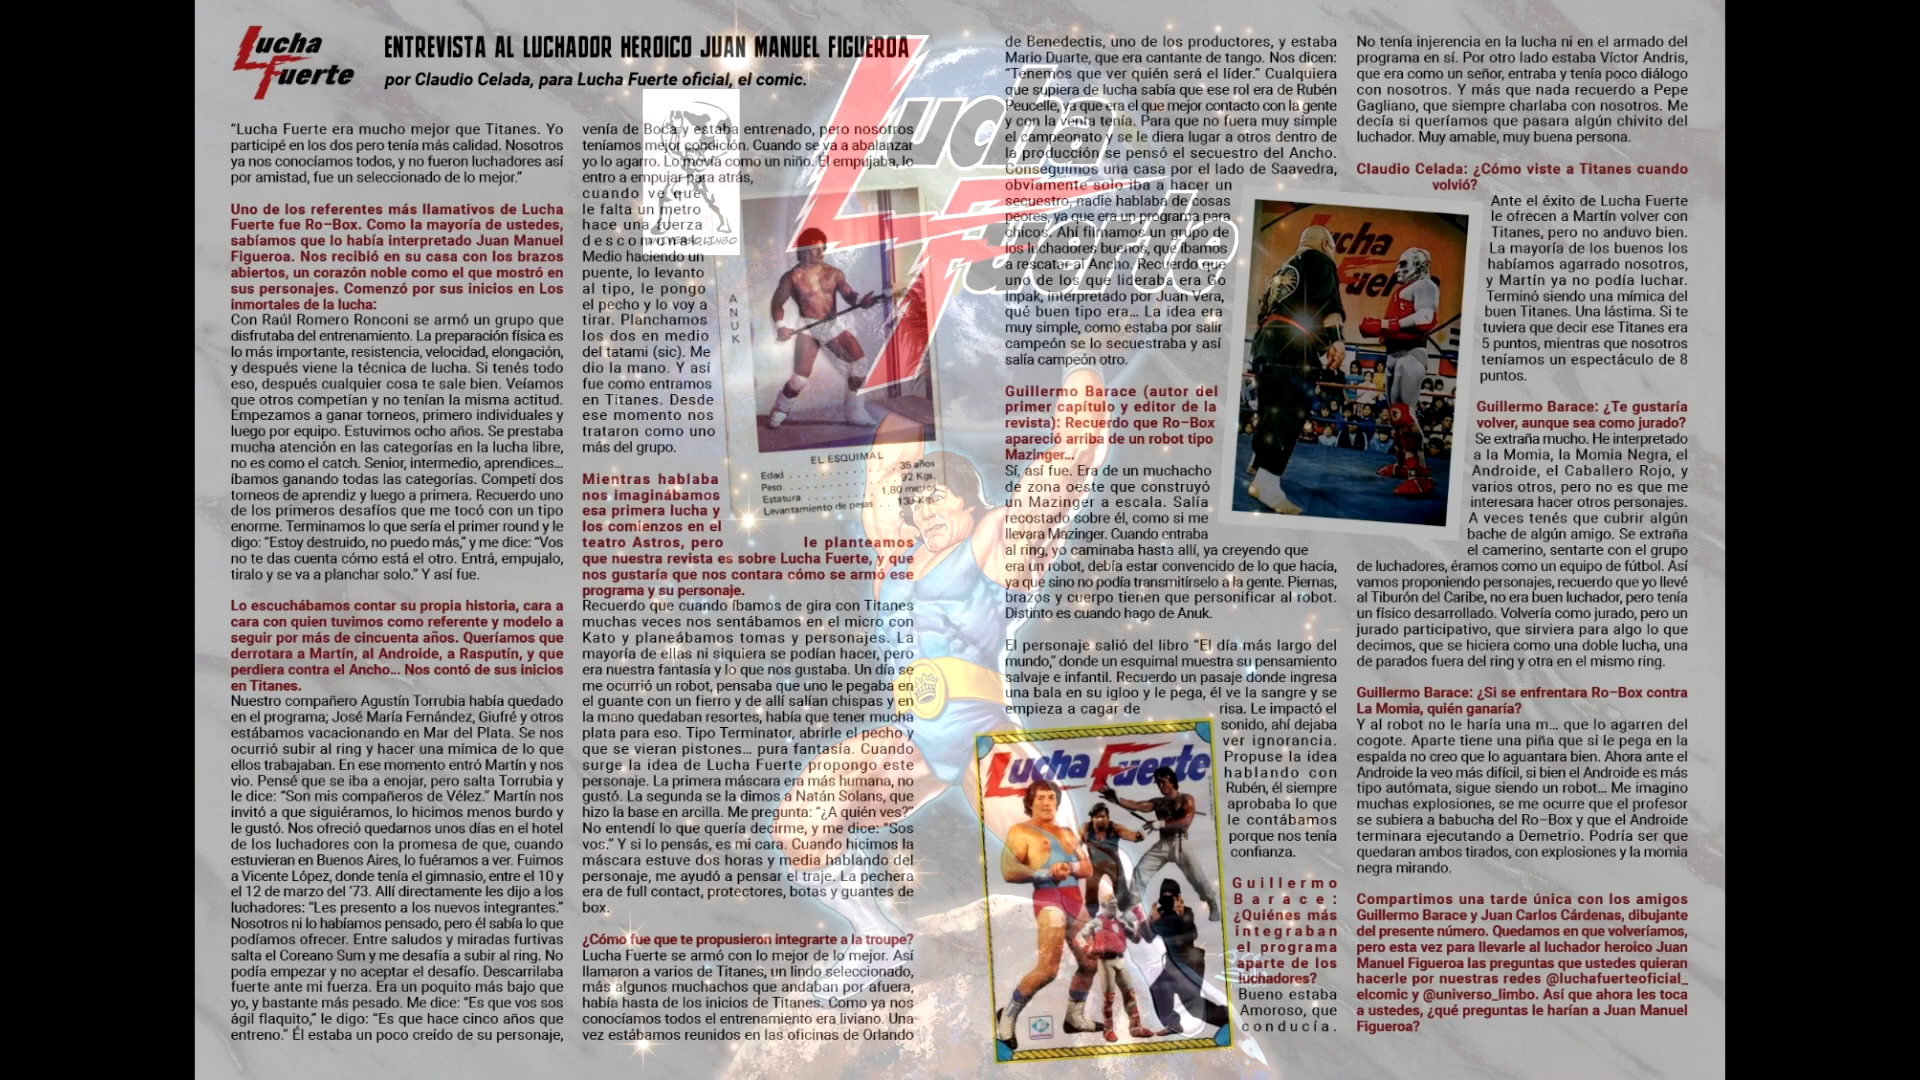 Lucha
Fuerte
ENTREVISTA AL LUCHADOR HEROICO JUAN MANUEL FIGUEROA
por Claudio Celada, para Lucha Fuerte oficial, el comic.
“Lucha Fuerte era mucho mejor que Titanes. Yo
participé en los dos pero tenía más calidad. Nosotros
ya nos conocíamos todos, y no fueron luchadores así
por amistad, fue un seleccionado de lo mejor.”
Uno de los referentes más llamativos de Lucha
Fuerte fue Ro–Box. Como la mayoría de ustedes,
sabíamos que lo había interpretado Juan Manuel
Figueroa. Nos recibió en su casa con los brazos
abiertos, un corazón noble como el que mostró en
sus personajes. Comenzó por sus inicios en Los
inmortales de la lucha:
Con Raúl Romero Ronconi se armó un grupo que
disfrutaba del entrenamiento. La preparación física es
lo más importante, resistencia, velocidad, elongación,
y después viene la técnica de lucha. Si tenés todo
eso, después cualquier cosa te sale bien. Veíamos
que otros competían y no tenían la misma actitud.
Empezamos a ganar torneos, primero individuales y
luego por equipo. Estuvimos ocho años. Se prestaba
mucha atención en las categorías en la lucha libre,
no es como el catch. Senior, intermedio, aprendices...
íbamos ganando todas las categorías. Competí dos
torneos de aprendiz y luego a primera. Recuerdo uno
de los primeros desafíos que me tocó con un tipo
enorme. Terminamos lo que sería el primer round y le
digo: “Estoy destruido, no puedo más,” y me dice: “Vos
no te das cuenta cómo está el otro. Entrá, empujalo,
tiralo y se va a planchar solo.” Y así fue.
Lo escuchábamos contar su propia historia, cara a
cara con quien tuvimos como referente y modelo a
seguir por más de cincuenta años. Queríamos que
derrotara a Martín, al Androide, a Rasputín, y que
perdiera contra el Ancho... Nos contó de sus inicios
en Titanes.
Nuestro compañero Agustín Torrubia había quedado
en el programa; José María Fernández, Giufré y otros
estábamos vacacionando en Mar del Plata. Se nos
ocurrió subir al ring y hacer una mímica de lo que
ellos trabajaban. En ese momento entró Martín y nos
vio. Pensé que se iba a enojar, pero salta Torrubia y
le dice: “Son mis compañeros de Vélez.” Martín nos
invitó a que siguiéramos, lo hicimos menos burdo y
le gustó. Nos ofreció quedarnos unos días en el hotel
de los luchadores con la promesa de que, cuando
estuvieran en Buenos Aires, lo fuéramos a ver. Fuimos
a Vicente López, donde tenía el gimnasio, entre el 10 y
el 12 de marzo del ’73. Allí directamente les dijo a los
luchadores: “Les presento a los nuevos integrantes.”
Nosotros ni lo habíamos pensado, pero él sabía lo que
podíamos ofrecer. Entre saludos y miradas furtivas
salta el Coreano Sum y me desafía a subir al ring. No
podía empezar y no aceptar el desafío. Descarrilaba
fuerte ante mi fuerza. Era un poquito más bajo que
yo, y bastante más pesado. Me dice: “Es que vos sos
ágil flaquito,” le digo: “Es que hace cinco años que
entreno.” Él estaba un poco creído de su personaje,
venía de Boca y estaba entrenado, pero nosotros
teníamos mejor condición. Cuando se va a abalanzar
yo lo agarro. Lo movía como un niño. Él empujaba, lo
entro a empujar para atrás,
cuando ve que
le falta un metro
hace una fuerza
descomunal.
Medio haciendo un
puente, lo levanto
al tipo, le pongo
el pecho y lo voy a
tirar. Planchamos
los dos en medio
del tatami (sic). Me
dio la mano. Y así
fue como entramos
en Titanes. Desde
ese momento nos
trataron como uno
más del grupo.
ANUK
EL ESQUIMAL
Edad . . . 35 años
Peso . . . 92 Kgs.
Estatura . . . 1,80 metros
Levantamiento de pesas . . Kgs.
Mientras hablaba
nos imaginábamos
esa primera lucha y
los comienzos en el
teatro Astros, pero le planteamos
que nuestra revista es sobre Lucha Fuerte, y que
nos gustaría que nos contara cómo se armó ese
programa y su personaje.
Recuerdo que cuando íbamos de gira con Titanes
muchas veces nos sentábamos en el micro con
Kato y planeábamos tomas y personajes. La
mayoría de ellas ni siquiera se podían hacer, pero
era nuestra fantasía y lo que nos gustaba. Un día se
me ocurrió un robot, pensaba que uno le pegaba en
el guante con un fierro y de allí salían chispas y en
la mano quedaban resortes, había que tener mucha
plata para eso. Tipo Terminator, abrirle el pecho y
que se vieran pistones... pura fantasía. Cuando
surge la idea de Lucha Fuerte propongo este
personaje. La primera máscara era más humana, no
gustó. La segunda se la dimos a Natán Solans, que
hizo la base en arcilla. Me pregunta: “¿A quién ves?”
No entendí lo que quería decirme, y me dice: “Sos
vos.” Y si lo pensás, es mi cara. Cuando hicimos la
máscara estuve dos horas y media hablando del
personaje, me ayudó a pensar el traje. La pechera
era de full contact, protectores, botas y guantes de
box.
¿Cómo fue que te propusieron integrarte a la troupe?
Lucha Fuerte se armó con lo mejor de lo mejor. Así
llamaron a varios de Titanes, un lindo seleccionado,
más algunos muchachos que andaban por afuera,
había hasta de los inicios de Titanes. Como ya nos
conocíamos todos el entrenamiento era liviano. Una
vez estábamos reunidos en las oficinas de Orlando
de Benedectis, uno de los productores, y estaba
Mario Duarte, que era cantante de tango. Nos dicen:
“Tenemos que ver quién será el líder.” Cualquiera
que supiera de lucha sabía que ese rol era de Rubén
Peucelle, ya que era el que mejor contacto con la gente
y con la venta tenía. Para que no fuera muy simple
el campeonato y se le diera lugar a otros dentro de
la producción se pensó el secuestro del Ancho.
Conseguimos una casa por el lado de Saavedra,
obviamente solo iba a hacer un
secuestro, nadie hablaba de cosas
peores, ya que era un programa para
chicos. Ahí filmamos un grupo de
los luchadores buenos, que íbamos
a rescatar al Ancho. Recuerdo que
uno de los que lideraba era Go
Inpak, interpretado por Juan Vera,
qué buen tipo era... La idea era
muy simple, como estaba por salir
campeón se lo secuestraba y así
salía campeón otro.
Guillermo Barace (autor del
primer capítulo y editor de la
revista): Recuerdo que Ro–Box
apareció arriba de un robot tipo
Mazinger...
Sí, así fue. Era de un muchacho
de zona oeste que construyó
un Mazinger a escala. Salía
recostado sobre él, como si me
llevara Mazinger. Cuando entraba
al ring, yo caminaba hasta allí, ya creyendo que
era un robot, debía estar convencido de lo que hacía,
ya que sino no podía transmitírselo a la gente. Piernas,
brazos y cuerpo tienen que personificar al robot.
Distinto es cuando hago de Anuk.
El personaje salió del libro “El día más largo del
mundo,” donde un esquimal muestra su pensamiento
salvaje e infantil. Recuerdo un pasaje donde ingresa
una bala en su igloo y le pega, él ve la sangre y se
empieza a cagar de risa. Le impactó el
sonido, ahí dejaba
ver ignorancia.
Propuse la idea
hablando con
Rubén, él siempre
aprobaba lo que
le contábamos
porque nos tenía
confianza.
Lucha Fuerte
Guillermo
Barace:
¿Quiénes más
integraban
el programa
aparte de los
luchadores?
Bueno estaba
Amoroso, que
conducía.
No tenía injerencia en la lucha ni en el armado del
programa en sí. Por otro lado estaba Víctor Andris,
que era como un señor, entraba y tenía poco diálogo
con nosotros. Y más que nada recuerdo a Pepe
Gagliano, que siempre charlaba con nosotros. Me
decía si queríamos que pasara algún chivito del
luchador. Muy amable, muy buena persona.
Claudio Celada: ¿Cómo viste a Titanes cuando
volvió?
Ante el éxito de Lucha Fuerte
le ofrecen a Martín volver con
Titanes, pero no anduvo bien.
La mayoría de los buenos los
habíamos agarrado nosotros,
y Martín ya no podía luchar.
Terminó siendo una mímica del
buen Titanes. Una lástima. Si te
tuviera que decir ese Titanes era
5 puntos, mientras que nosotros
teníamos un espectáculo de 8
puntos.
Guillermo Barace: ¿Te gustaría
volver, aunque sea como jurado?
Se extraña mucho. He interpretado
a la Momia, la Momia Negra, el
Androide, el Caballero Rojo, y
varios otros, pero no es que me
interesara hacer otros personajes.
A veces tenés que cubrir algún
bache de algún amigo. Se extraña
el camerino, sentarte con el grupo
de luchadores, éramos como un equipo de fútbol. Así
vamos proponiendo personajes, recuerdo que yo llevé
al Tiburón del Caribe, no era buen luchador, pero tenía
un físico desarrollado. Volvería como jurado, pero un
jurado participativo, que sirviera para algo lo que
decimos, que se hiciera como una doble lucha, una
de parados fuera del ring y otra en el mismo ring.
Guillermo Barace: ¿Si se enfrentara Ro–Box contra
La Momia, quién ganaría?
Y al robot no le haría una m... que lo agarren del
cogote. Aparte tiene una piña que si le pega en la
espalda no creo que lo aguantara bien. Ahora ante el
Androide la veo más difícil, si bien el Androide es más
tipo autómata, sigue siendo un robot... Me imagino
muchas explosiones, se me ocurre que el profesor
se subiera a babucha del Ro–Box y que el Androide
terminara ejecutando a Demetrio. Podría ser que
quedaran ambos tirados, con explosiones y la momia
negra mirando.
Compartimos una tarde única con los amigos
Guillermo Barace y Juan Carlos Cárdenas, dibujante
del presente número. Quedamos en que volveríamos,
pero esta vez para llevarle al luchador heroico Juan
Manuel Figueroa las preguntas que ustedes quieran
hacerle por nuestras redes @luchafuerteoficial_
elcomic y @universo_limbo. Así que ahora les toca
a ustedes, ¿qué preguntas le harían a Juan Manuel
Figueroa?
Lucha
Fuerte
UNIVERSO LIMBO